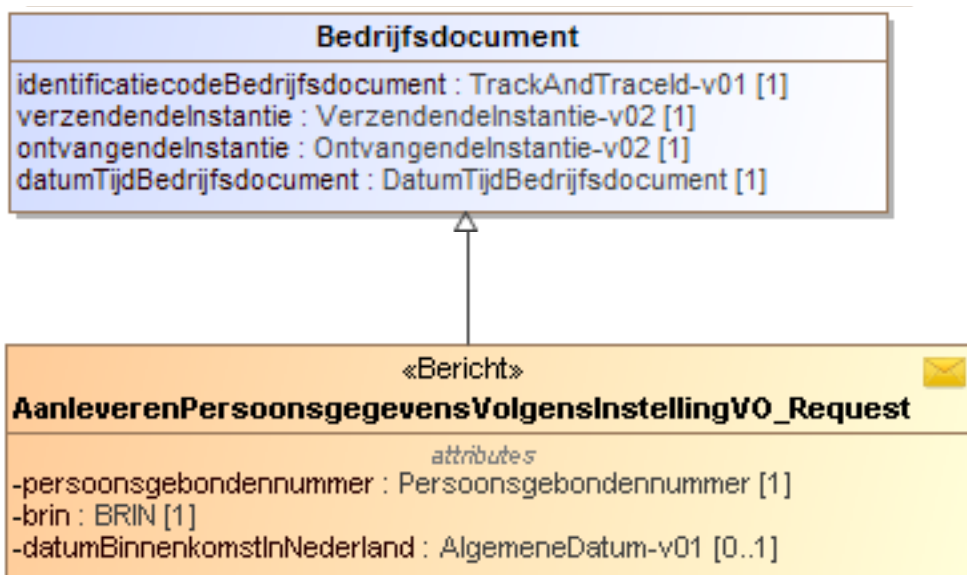 Bedrijfsdocument
identificatiecodeBedrijfsdocument : TrackAndTraceId-v01 [1]
verzendendeInstantie : VerzendendeInstantie-v02 [1]
ontvangendeInstantie : OntvangendeInstantie-v02 [1]
datumTijdBedrijfsdocument : DatumTijdBedrijfsdocument [1]
«Bericht»
AanleverenPersoonsgegevensVolgensInstellingVO_Request
attributes
-persoonsgebondennummer : Persoonsgebondennummer [1]
-brin : BRIN [1]
-datumBinnenkomstInNederland : AlgemeneDatum-v01 [0..1]